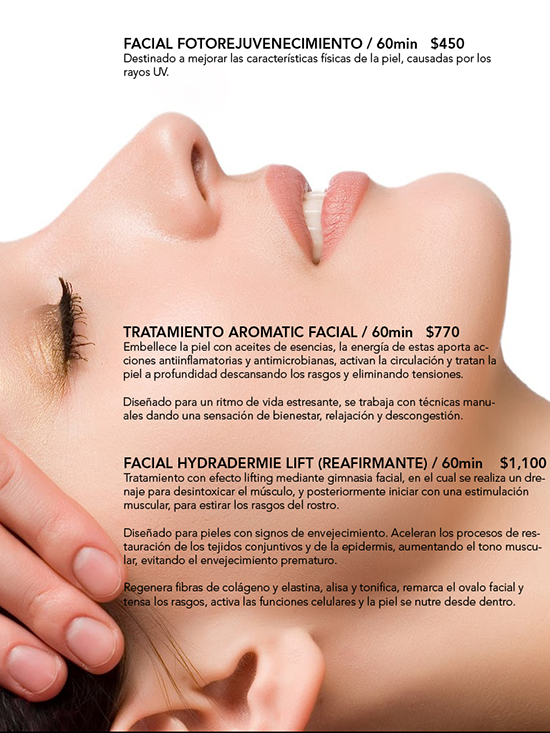 FACIAL FOTOREJUVENECIMIENTO / 60min $450
Destinado a mejorar las características físicas de la piel, causadas por los
rayos UV.
TRATAMIENTO AROMATIC FACIAL / 60min $770
Embellece la piel con aceites de esencias, la energía de estas aporta ac-
ciones antiinflamatorias y antimicrobianas, activan la circulación y tratan la
piel a profundidad descansando los rasgos y eliminando tensiones.
Diseñado para un ritmo de vida estresante, se trabaja con técnicas manu-
ales dando una sensación de bienestar, relajación y descongestión.
FACIAL HYDRADERMIE LIFT (REAFIRMANTE) / 60min $1,100
Tratamiento con efecto lifting mediante gimnasia facial, en el cual se realiza un dre-
naje para desintoxicar el músculo, y posteriormente iniciar con una estimulación
muscular, para estirar los rasgos del rostro.
Diseñado para pieles con signos de envejecimiento. Aceleran los procesos de res-
tauración de los tejidos conjuntivos y de la epidermis, aumentando el tono muscu-
lar, evitando el envejecimiento prematuro.
Regenera fibras de colágeno y elastina, alisa y tonifica, remarca el ovalo facial y
tensa los rasgos, activa las funciones celulares y la piel se nutre desde dentro.